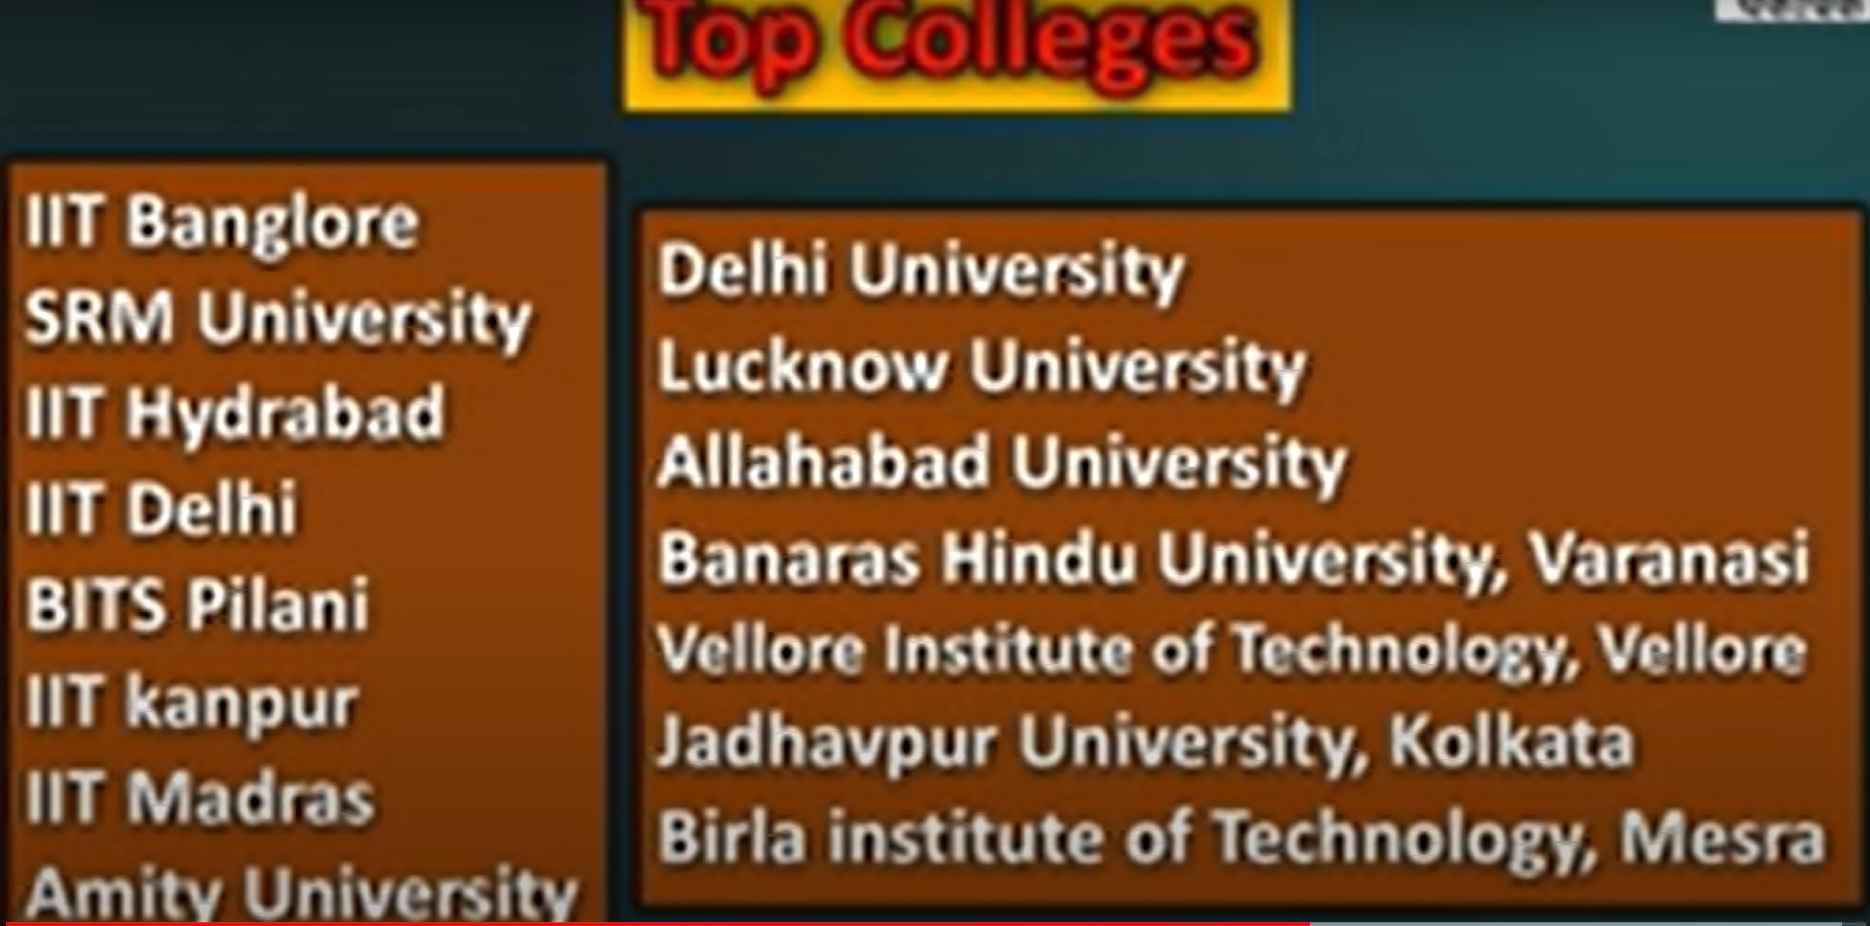 Top Colleges
IIT Banglore
SRM University
IIT Hydrabad
IIT Delhi
BITS Pilani
IIT kanpur
IIT Madras
Amity University
Delhi University
Lucknow University
Allahabad University
Banaras Hindu University, Varanasi
Vellore Institute of Technology, Vellore
Jadhavpur University, Kolkata
Birla institute of Technology, Mesra